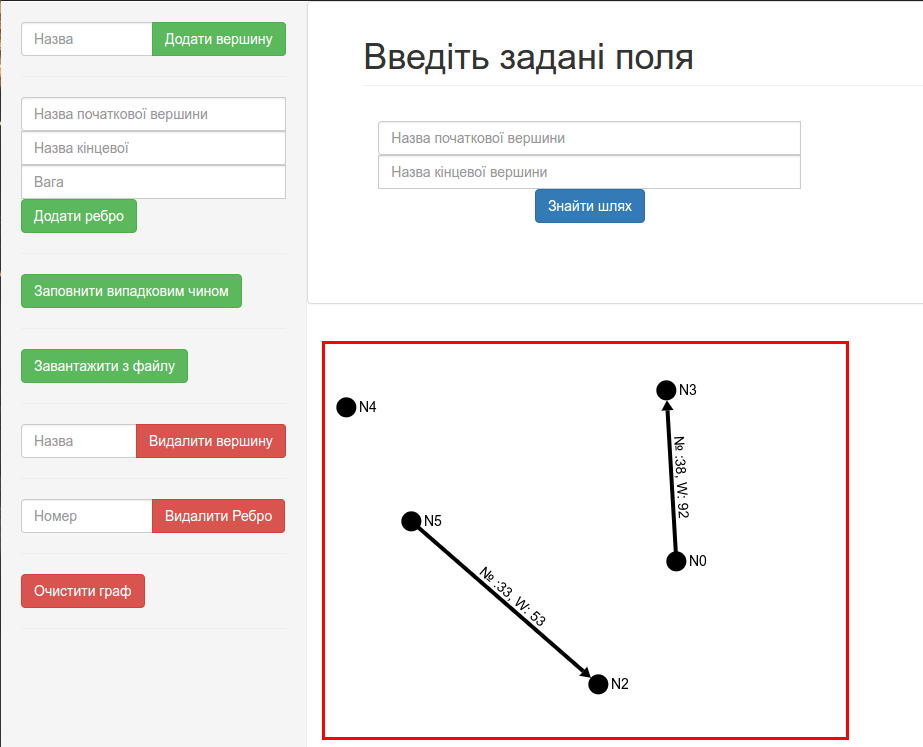 Назва
Додати вершину
Назва початкової вершини
Назва кінцевої
Вага
Додати ребро
Заповнити випадковим чином
Завантажити з файлу
Назва
Видалити вершину
Номер
Видалити Ребро
Очистити граф
Введіть задані поля
Назва початкової вершини
Назва кінцевої вершини
Знайти шлях
N4
N3
№ :38, W: 92
N5
N0
№ :33, W: 53
N2